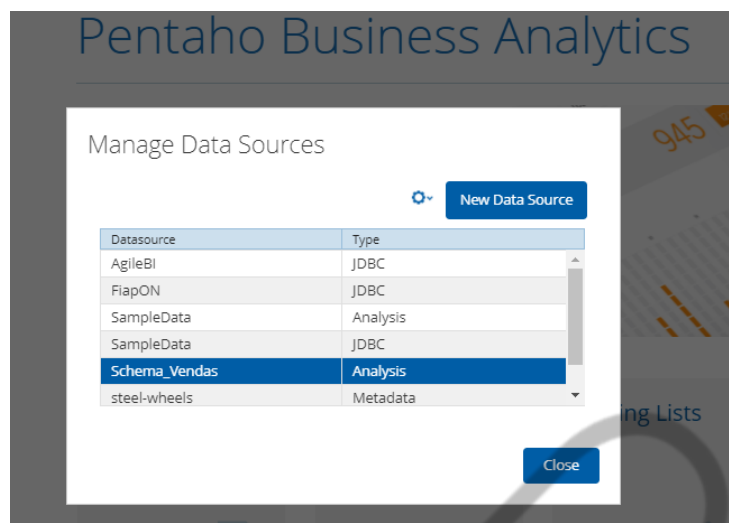 Pentaho Business Analytics
945
Manage Data Sources
New Data Source
Datasource Type
AgileBI JDBC
FiapON JDBC
SampleData Analysis
SampleData JDBC
Schema_Vendas Analysis
steel-wheels Metadata
ing Lists
Close